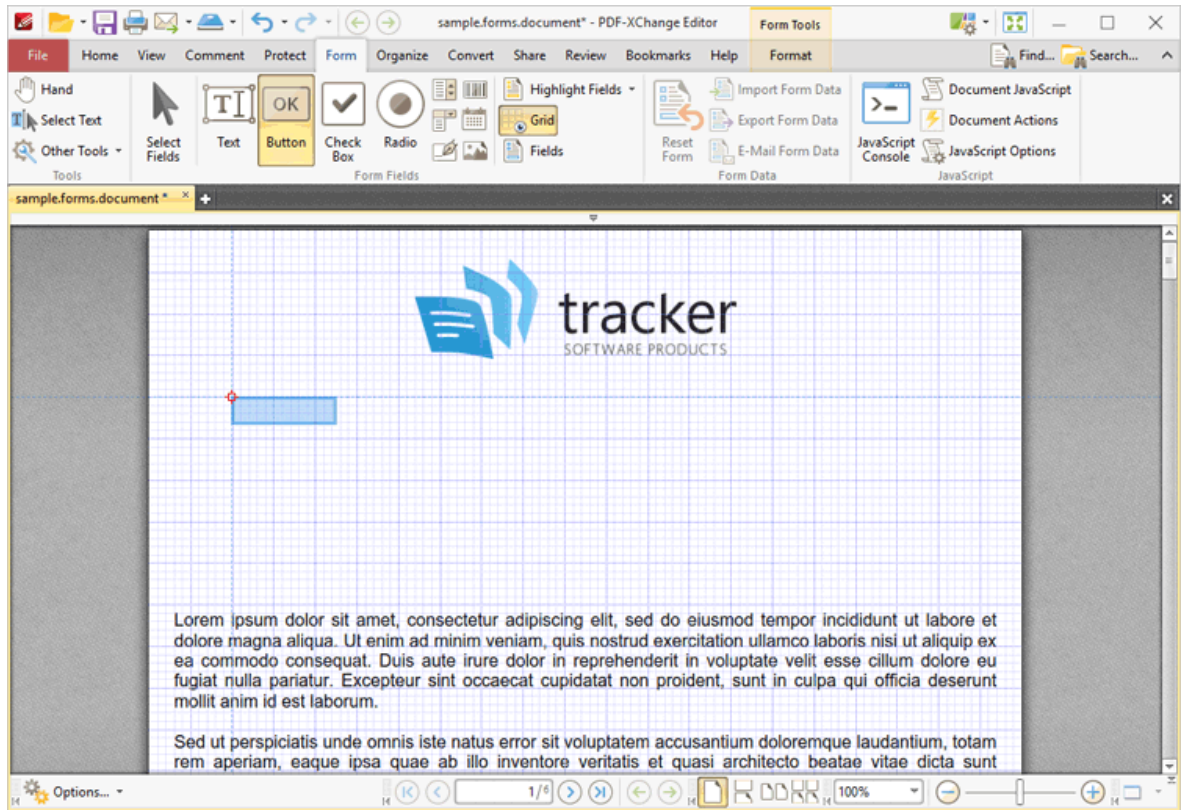 sample.forms.document* - PDF-XChange Editor
Form Tools
File Home View Comment Protect Form Organize Convert Share Review Bookmarks Help Format Find... Search...
Hand
Select Text
Other Tools
Tools
Select
Fields
Text
OK
Button
Check
Box
Radio
Form Fields
Highlight Fields
Grid
Fields
Reset
Form
Import Form Data
Export Form Data
E-Mail Form Data
Form Data
JavaScript
Console
Document JavaScript
Document Actions
JavaScript Options
JavaScript
sample.forms.document *
tracker
SOFTWARE PRODUCTS
Lorem ipsum dolor sit amet, consectetur adipiscing elit, sed do eiusmod tempor incididunt ut labore et
dolore magna aliqua. Ut enim ad minim veniam, quis nostrud exercitation ullamco laboris nisi ut aliquip ex
ea commodo consequat. Duis aute irure dolor in reprehenderit in voluptate velit esse cillum dolore eu
fugiat nulla pariatur. Excepteur sint occaecat cupidatat non proident, sunt in culpa qui officia deserunt
mollit anim id est laborum.
Sed ut perspiciatis unde omnis iste natus error sit voluptatem accusantium doloremque laudantium, totam
rem aperiam, eaque ipsa quae ab illo inventore veritatis et quasi architecto beatae vitae dicta sunt
Options... 1/6 100%